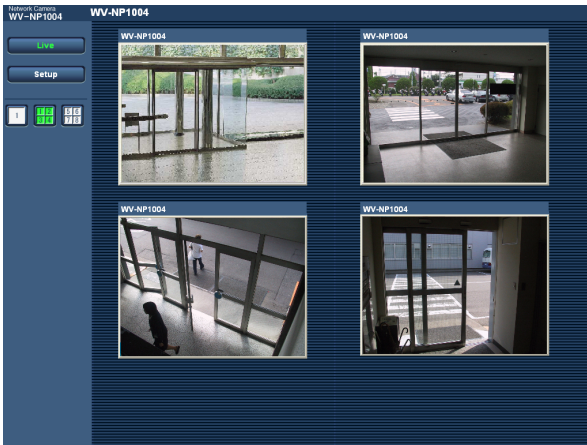 Network Camera
WV-NP1004
WV-NP1004
Live
Setup
1
1 2
3 4
5 6
7 8
WV-NP1004
WV-NP1004
WV-NP1004
WV-NP1004